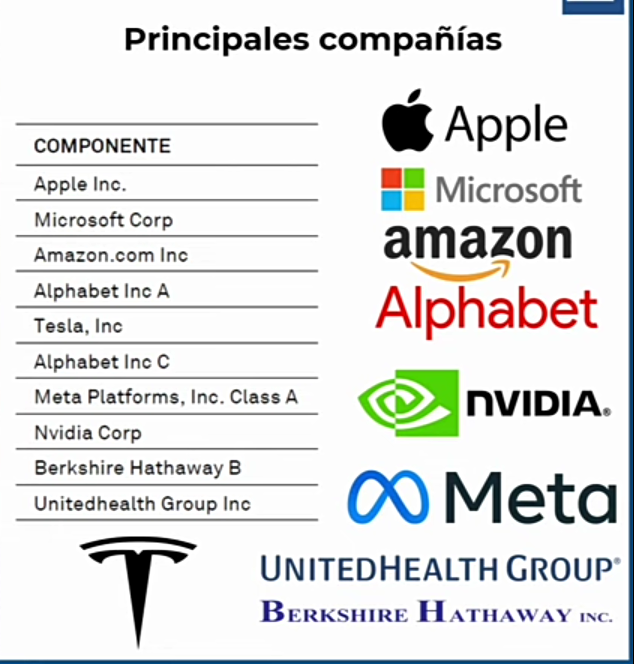 Principales compañías
COMPONENTE
Apple Inc.
Microsoft Corp
Amazon.com Inc
Alphabet Inc A
Tesla, Inc
Alphabet Inc C
Meta Platforms, Inc. Class A
Nvidia Corp
Berkshire Hathaway B
Unitedhealth Group Inc
Apple
Microsoft
amazon
Alphabet
NVIDIA.
Meta
UNITEDHEALTH GROUP®
BERKSHIRE HATHAWAY INC.